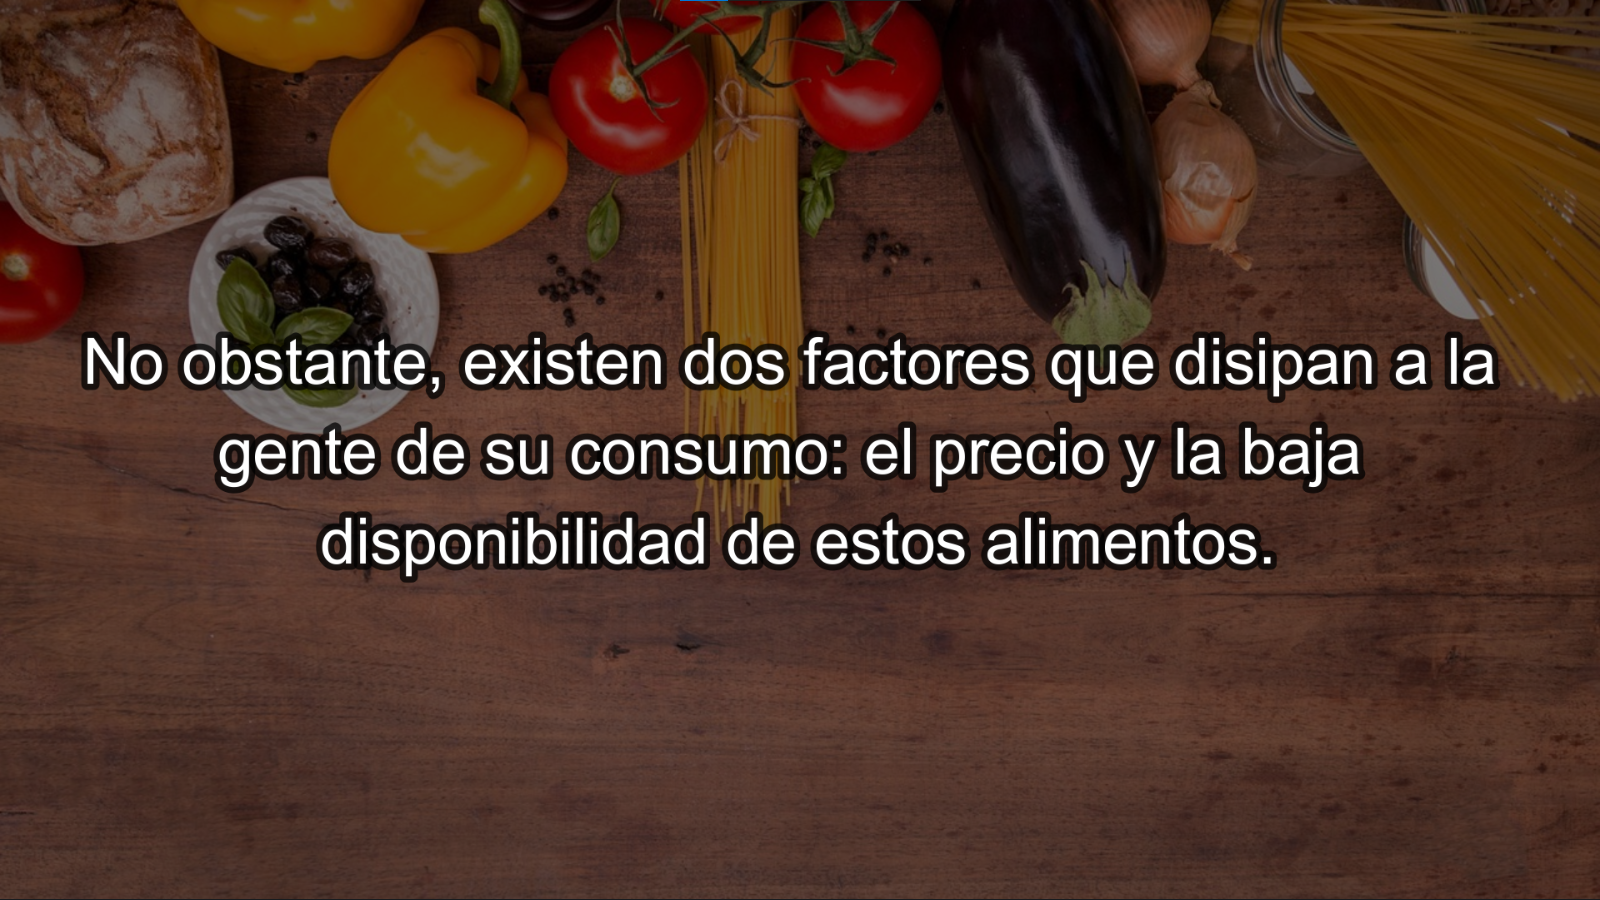 No obstante, existen dos factores que disipan a la
gente de su consumo: el precio y la baja
disponibilidad de estos alimentos.